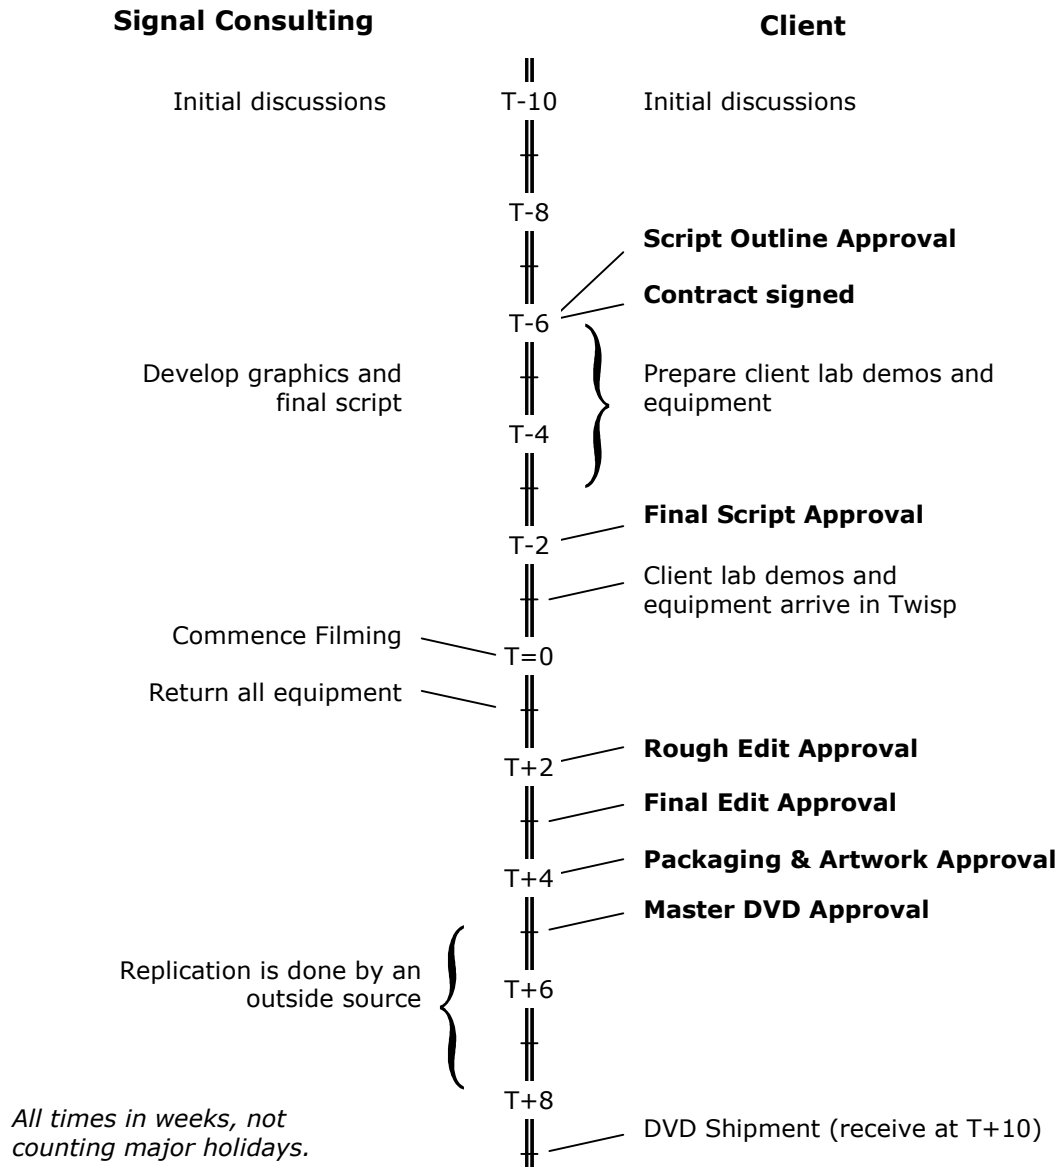 Signal Consulting
Client
Initial discussions
T-10
Initial discussions
T-8
Script Outline Approval
Contract signed
T-6
Develop graphics and
final script
Prepare client lab demos and
equipment
T-4
Final Script Approval
T-2
Client lab demos and
equipment arrive in Twisp
Commence Filming
T=0
Return all equipment
Rough Edit Approval
T+2
Final Edit Approval
Packaging & Artwork Approval
T+4
Master DVD Approval
Replication is done by an
outside source
T+6
T+8
All times in weeks, not
counting major holidays.
DVD Shipment (receive at T+10)